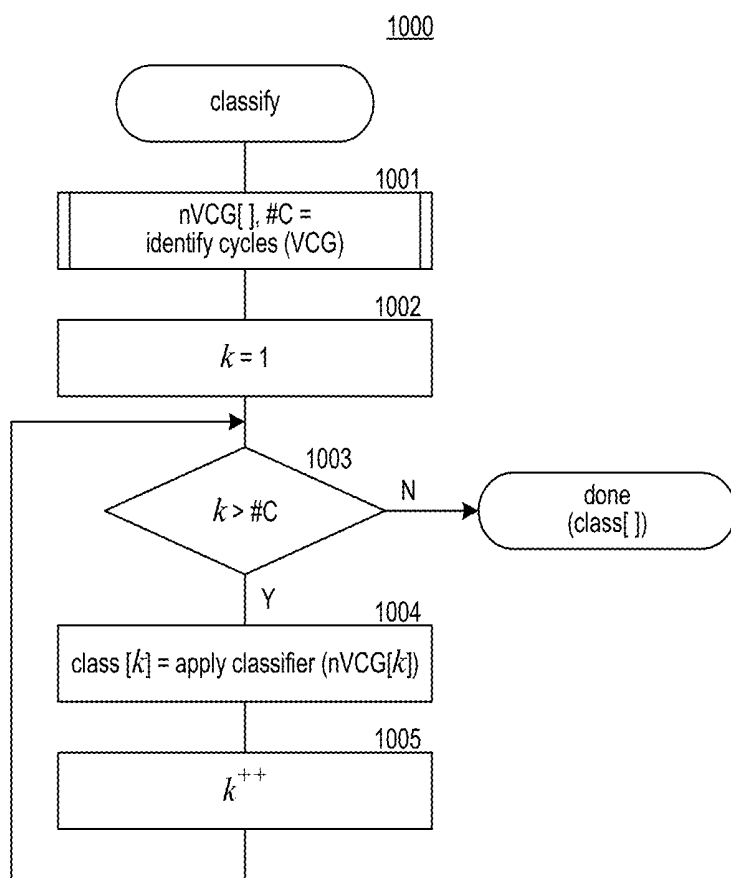 1000
classify
1001
nVCG[ ], #C =
identify cycles (VCG)
1002
k = 1
1003
k > #C
N
done
(class[ ])
Y
1004
class [k] = apply classifier (nVCG[k])
1005
k++